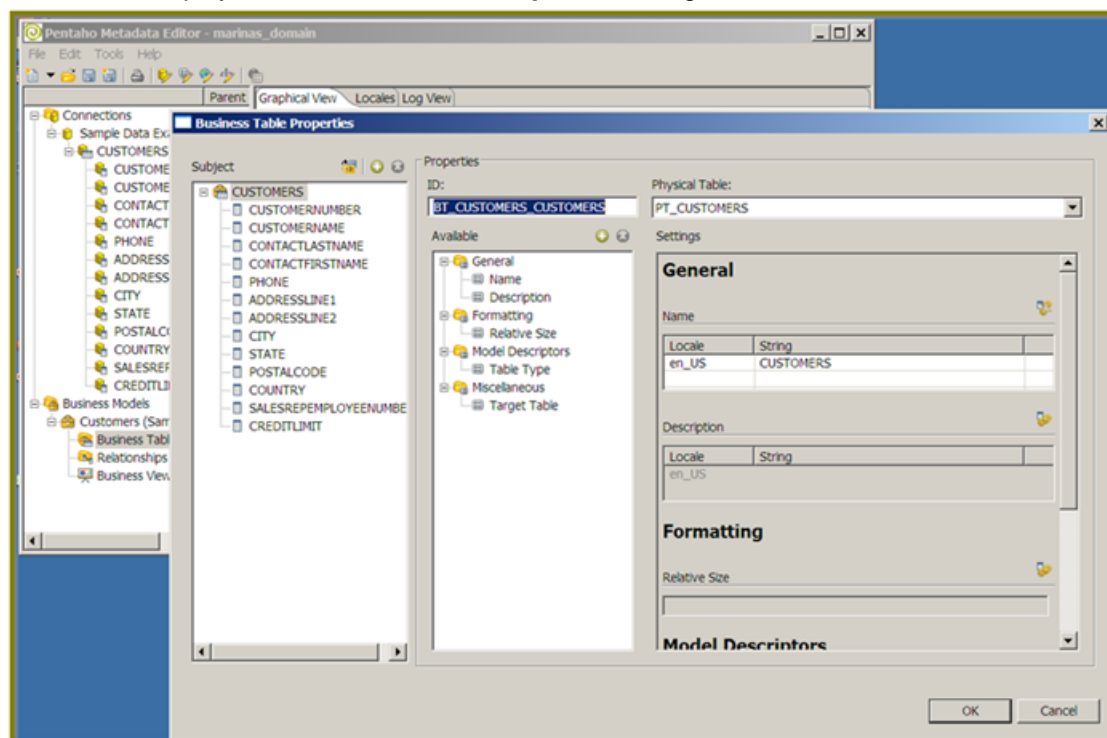 Pentaho Metadata Editor - marinas_domain
File Edit Tools Help
Parent Graphical View Locales Log View
Connections
Sample Data Exa
CUSTOMERS
CUSTOME
CUSTOME
CONTACT
CONTACT
PHONE
ADDRESS
ADDRESS
CITY
STATE
POSTALCO
COUNTRY
SALESREP
CREDITLI
Business Models
Customers (Sam
Business Tabl
Relationships
Business View
Business Table Properties
Subject
CUSTOMERS
CUSTOMERNUMBER
CUSTOMERNAME
CONTACTLASTNAME
CONTACTFIRSTNAME
PHONE
ADDRESSLINE1
ADDRESSLINE2
CITY
STATE
POSTALCODE
COUNTRY
SALESREPEMPLOYEENUMBE
CREDITLIMIT
Properties
ID:
BT_CUSTOMERS_CUSTOMERS
Physical Table:
PT_CUSTOMERS
Available
General
Name
Description
Formatting
Relative Size
Model Descriptors
Table Type
Miscellaneous
Target Table
Settings
General
Name
Locale String
en_US CUSTOMERS
Description
Locale String
en_US
Formatting
Relative Size
Model Descriptors
OK Cancel